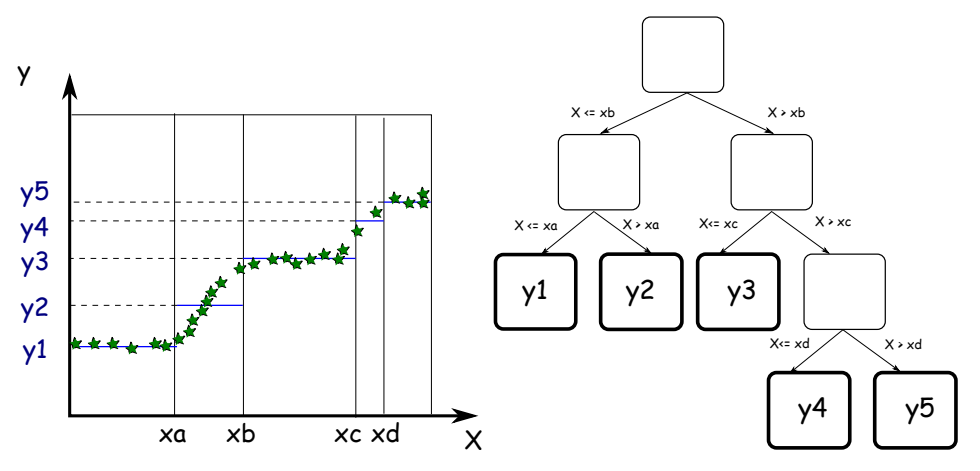 y
y5
y4
y3
y2
y1
xa xb xc xd
X
X <= xb X > xb
X <= xa X > xa X<= xc X > xc
y1 y2 y3
X<= xd X > xd
y4 y5